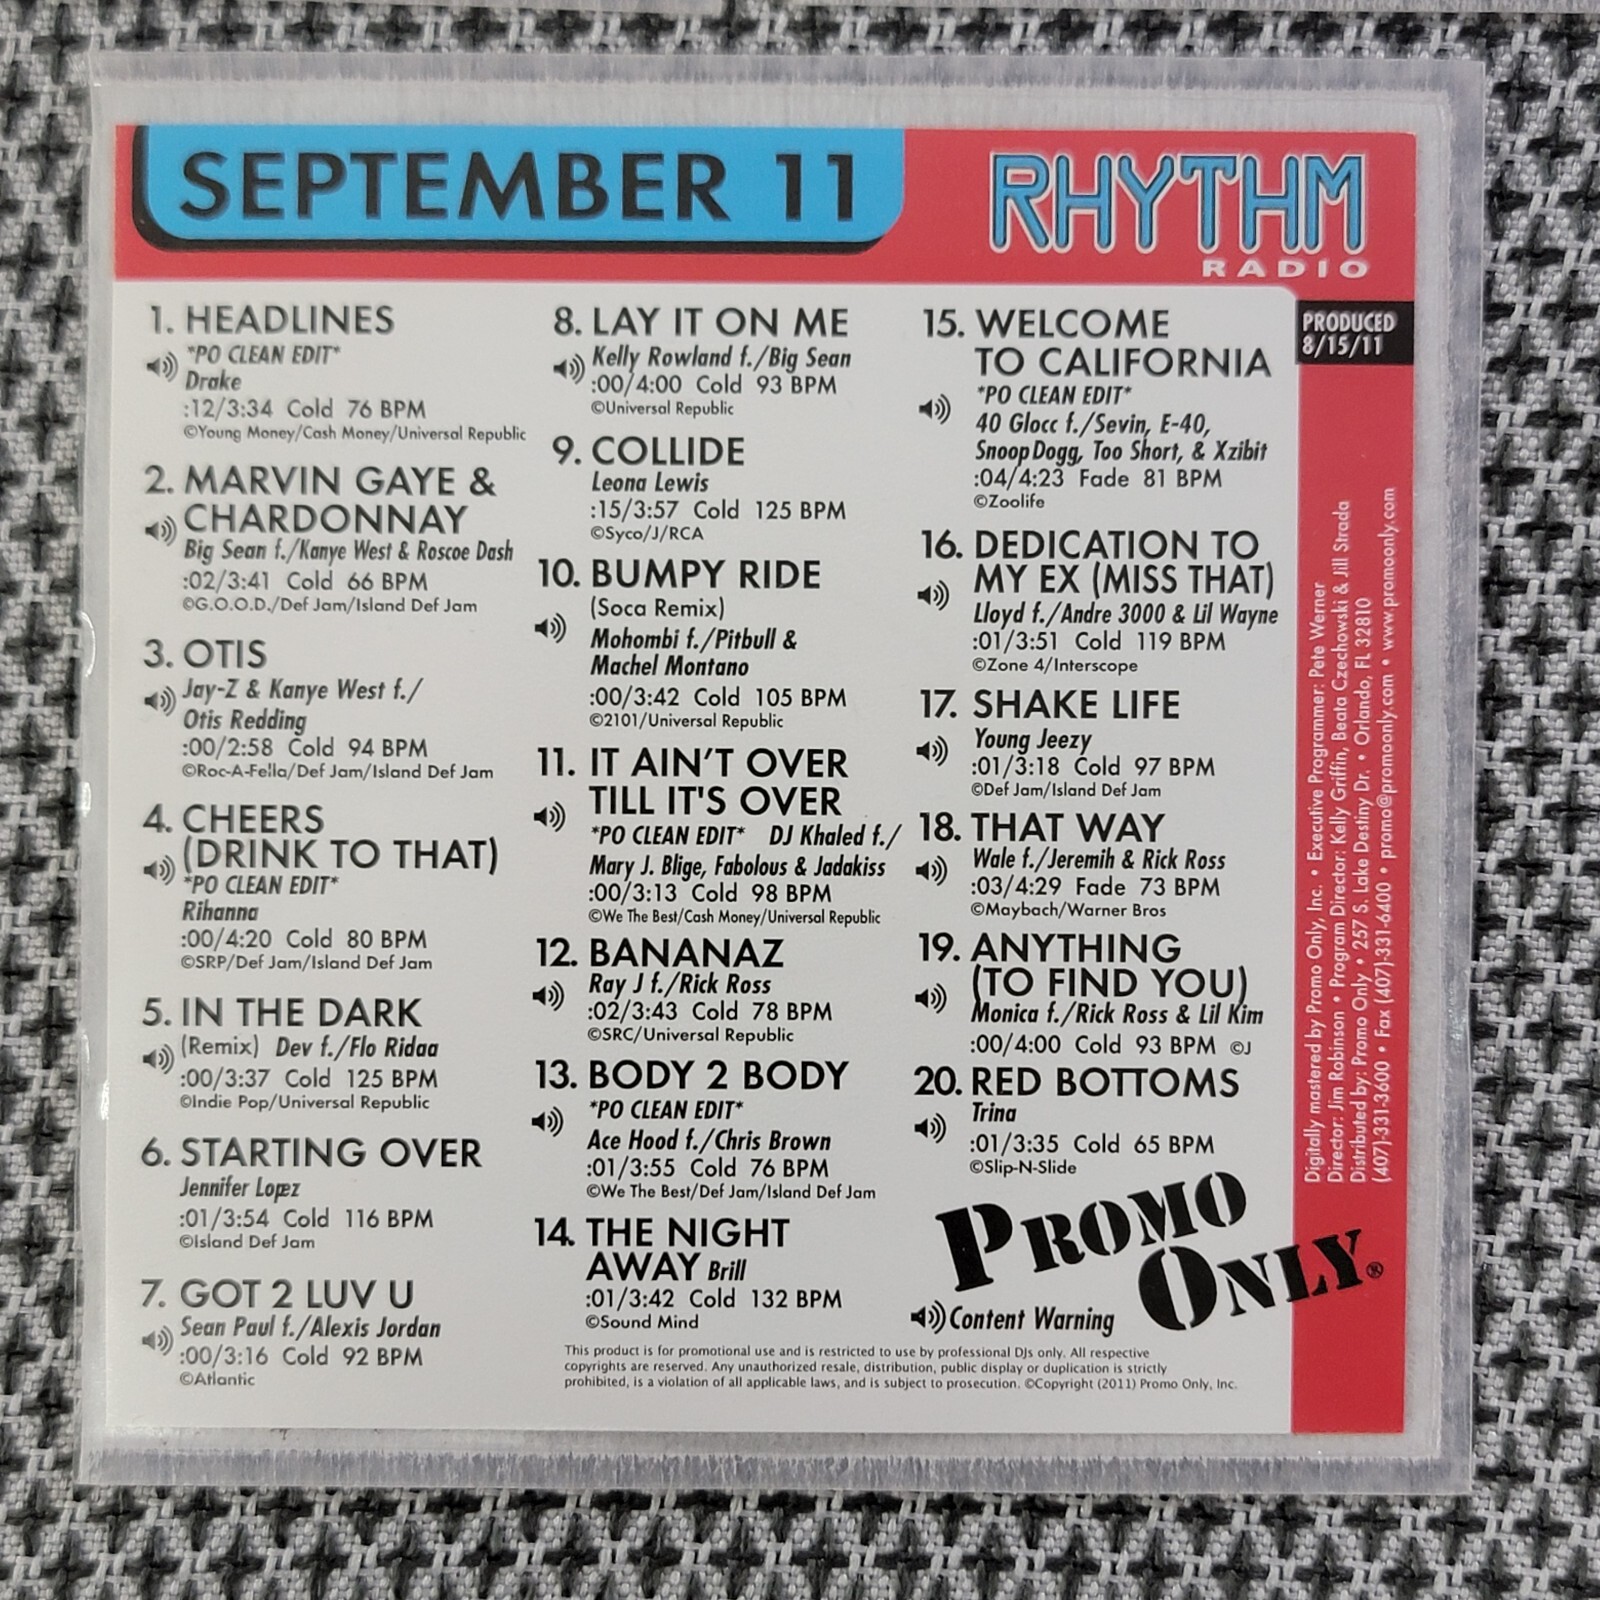 SEPTEMBER 11
RHYTHM
RADIO
PRODUCED
8/15/11
1. HEADLINES
*PO CLEAN EDIT*
Drake
:12/3:34 Cold 76 BPM
©Young Money/Cash Money/Universal Republic
2. MARVIN GAYE &
CHARDONNAY
Big Sean f./Kanye West & Roscoe Dash
:02/3:41 Cold 66 BPM
©G.O.O.D./Def Jam/Island Def Jam
3. OTIS
Jay-Z & Kanye West f./
Otis Redding
:00/2:58 Cold 94 BPM
©Roc-A-Fella/Def Jam/Island Def Jam
4. CHEERS
(DRINK TO THAT)
*PO CLEAN EDIT*
Rihanna
:00/4:20 Cold 80 BPM
©SRP/Def Jam/Island Def Jam
5. IN THE DARK
(Remix) Dev f./Flo Ridaa
:00/3:37 Cold 125 BPM
©Indie Pop/Universal Republic
6. STARTING OVER
Jennifer Lopez
:01/3:54 Cold 116 BPM
©Island Def Jam
7. GOT 2 LUV U
Sean Paul f./Alexis Jordan
:00/3:16 Cold 92 BPM
©Atlantic
8. LAY IT ON ME
Kelly Rowland f./Big Sean
:00/4:00 Cold 93 BPM
©Universal Republic
9. COLLIDE
Leona Lewis
:15/3:57 Cold 125 BPM
©Syco/J/RCA
10. BUMPY RIDE
(Soca Remix)
Mohombi f./Pitbull &
Machel Montano
:00/3:42 Cold 105 BPM
©2101/Universal Republic
11. IT AIN'T OVER
TILL IT'S OVER
*PO CLEAN EDIT* DJ Khaled f./
Mary J. Blige, Fabolous & Jadakiss
:00/3:13 Cold 98 BPM
©We The Best/Cash Money/Universal Republic
12. BANANAZ
Ray J f./Rick Ross
:02/3:43 Cold 78 BPM
©SRC/Universal Republic
13. BODY 2 BODY
*PO CLEAN EDIT*
Ace Hood f./Chris Brown
:01/3:55 Cold 76 BPM
©We The Best/Def Jam/Island Def Jam
14. THE NIGHT
AWAY Brill
:01/3:42 Cold 132 BPM
©Sound Mind
15. WELCOME
TO CALIFORNIA
*PO CLEAN EDIT*
40 Glocc f./Sevin, E-40,
Snoop Dogg, Too Short, & Xzibit
:04/4:23 Fade 81 BPM
©Zoolife
16. DEDICATION TO
MY EX (MISS THAT)
Lloyd f./Andre 3000 & Lil Wayne
:01/3:51 Cold 119 BPM
©Zone 4/Interscope
17. SHAKE LIFE
Young Jeezy
:01/3:18 Cold 97 BPM
©Def Jam/Island Def Jam
18. THAT WAY
Wale f./Jeremih & Rick Ross
:03/4:29 Fade 73 BPM
©Maybach/Warner Bros
19. ANYTHING
(TO FIND YOU)
Monica f./Rick Ross & Lil Kim
:00/4:00 Cold 93 BPM ©J
20. RED BOTTOMS
Trina
:01/3:35 Cold 65 BPM
©Slip-N-Slide
PROMO
ONLY®
Content Warning
This product is for promotional use and is restricted to use by professional DJs only. All respective
copyrights are reserved. Any unauthorized resale, distribution, public display or duplication is strictly
prohibited, is a violation of all applicable laws, and is subject to prosecution. ©Copyright (2011) Promo Only, Inc.
Digitally mastered by Promo Only, Inc. • Executive Programmer: Pete Werner
Director: Jim Robinson • Program Director: Kelly Griffin, Beata Czechowski & Jill Strada
Distributed by: Promo Only • 257 S. Lake Destiny Dr. • Orlando, FL 32810
(407)-331-3600 • Fax (407)-331-6400 • promo@promoonly.com • www.promoonly.com